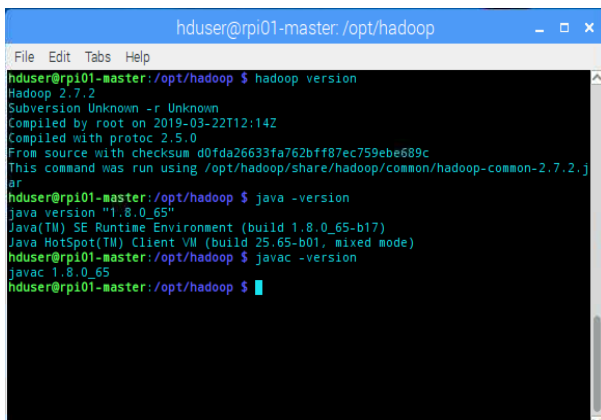 hduser@rpi01-master: /opt/hadoop
File Edit Tabs Help
hduser@rpi01-master:/opt/hadoop $ hadoop version
Hadoop 2.7.2
Subversion Unknown -r Unknown
Compiled by root on 2019-03-22T12:14Z
Compiled with protoc 2.5.0
From source with checksum d0fda26633fa762bff87ec759ebe689c
This command was run using /opt/hadoop/share/hadoop/common/hadoop-common-2.7.2.j
ar
hduser@rpi01-master:/opt/hadoop $ java -version
java version "1.8.0_65"
Java(TM) SE Runtime Environment (build 1.8.0_65-b17)
Java HotSpot(TM) Client VM (build 25.65-b01, mixed mode)
hduser@rpi01-master:/opt/hadoop $ javac -version
javac 1.8.0_65
hduser@rpi01-master:/opt/hadoop $